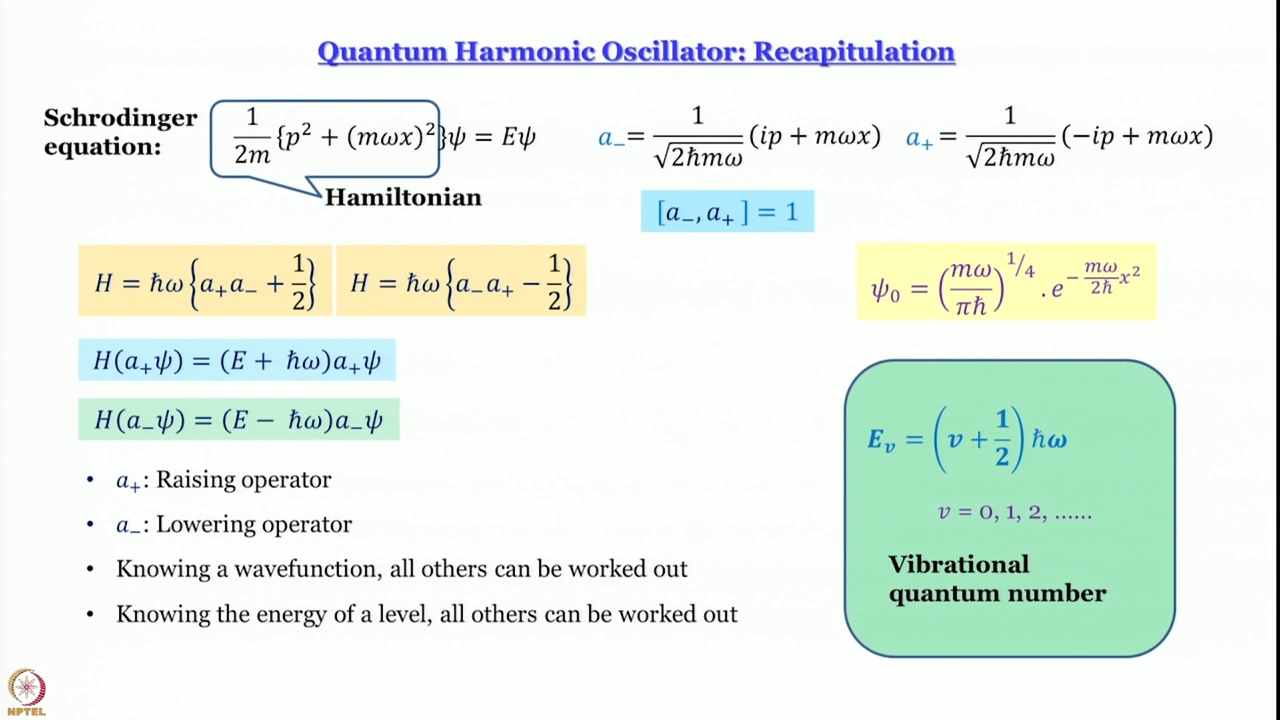 Quantum Harmonic Oscillator: Recapitulation
Schrodinger equation: 1/2m {p² + (mωx)²}ψ = Eψ
a₋ = 1/√2ħmω (ip + mωx)
a₊ = 1/√2ħmω (−ip + mωx)
Hamiltonian
[a₋, a₊ ] = 1
H = ħω{a₊a₋ + 1/2}
H = ħω{a₋a₊ − 1/2}
ψ₀ = (mω/πħ)^1/4 . e^−mω/2ħ x²
H(a₊ψ) = (E + ħω)a₊ψ
H(a₋ψ) = (E − ħω)a₋ψ
• a₊: Raising operator
• a₋: Lowering operator
• Knowing a wavefunction, all others can be worked out
• Knowing the energy of a level, all others can be worked out
Eᵥ = (v + 1/2) ħω
v = 0, 1, 2, ......
Vibrational
quantum number
NPTEL